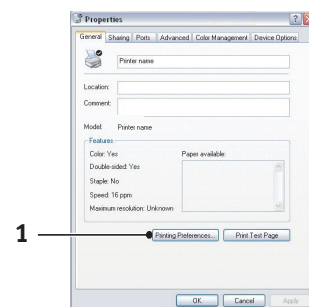 Properties
General Sharing Ports Advanced Color Management Device Options
Printer name
Location:
Comment:
Model: Printer name
Features
Color: Yes Paper available:
Double-sided: Yes
Staple: No
Speed: 16 ppm
Maximum resolution: Unknown
1
Printing Preferences... Print Test Page
OK Cancel Apply